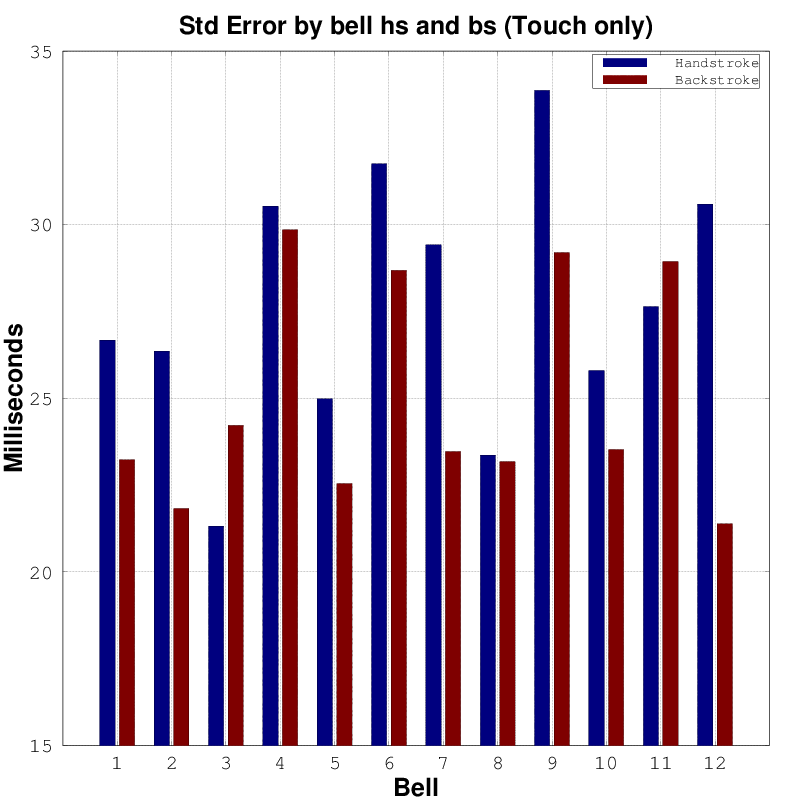 Std Error by bell hs and bs (Touch only)
35
Handstroke
Backstroke
30
25
20
15
Milliseconds
1 2 3 4 5 6 7 8 9 10 11 12
Bell